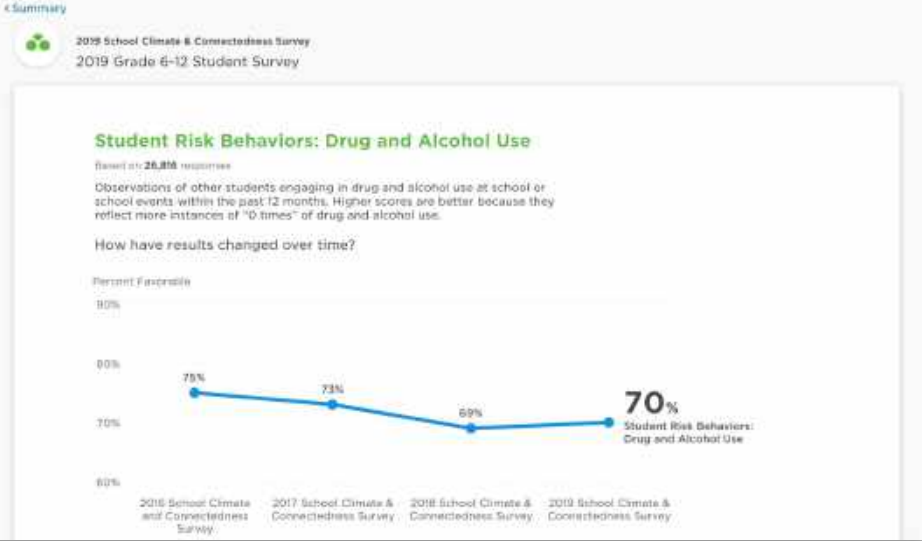 < Summary
2019 School Climate & Connectedness Survey
2019 Grade 6-12 Student Survey
Student Risk Behaviors: Drug and Alcohol Use
Based on 26,816 responses
Observations of other students engaging in drug and alcohol use at school or
school events within the past 12 months. Higher scores are better because they
reflect more instances of "0 times" of drug and alcohol use.
How have results changed over time?
Percent Favorable
90%
80%
75%
73%
69%
70%
Student Risk Behaviors:
Drug and Alcohol Use
70%
60%
2016 School Climate
and Connectedness
Survey
2017 School Climate &
Connectedness Survey
2018 School Climate &
Connectedness Survey
2019 School Climate &
Connectedness Survey